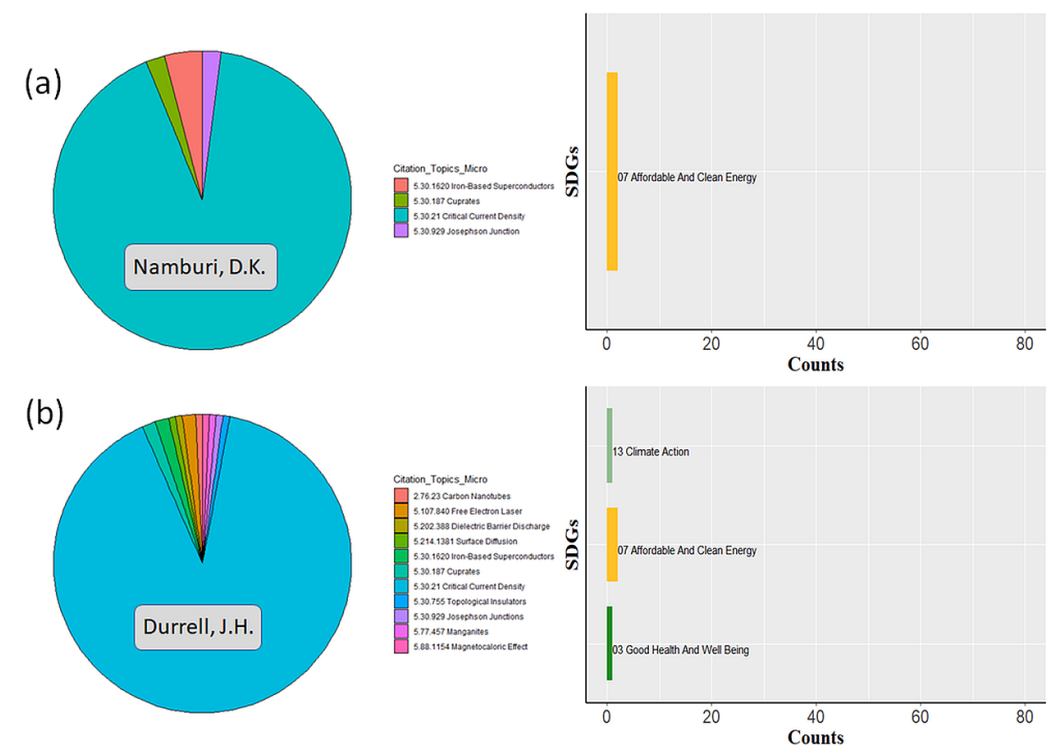 (a)
Namburi, D.K.
Citation_Topics_Micro
5.30.1620 Iron-Based Superconductors
5.30.187 Cuprates
5.30.21 Critical Current Density
5.30.929 Josephson Junction
SDGs
07 Affordable And Clean Energy
0 20 40 60 80
Counts
(b)
Durrell, J.H.
Citation_Topics_Micro
2.76.23 Carbon Nanotubes
5.107.840 Free Electron Laser
5.202.388 Dielectric Barrier Discharge
5.214.1381 Surface Diffusion
5.30.1620 Iron-Based Superconductors
5.30.187 Cuprates
5.30.21 Critical Current Density
5.30.755 Topological Insulators
5.30.929 Josephson Junctions
5.77.457 Manganites
5.88.1154 Magnetocaloric Effect
SDGs
13 Climate Action
07 Affordable And Clean Energy
03 Good Health And Well Being
0 20 40 60 80
Counts